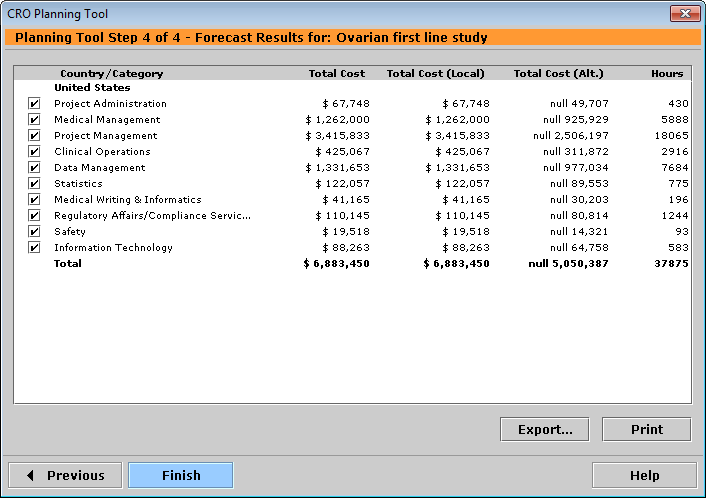 CRO Planning Tool
Planning Tool Step 4 of 4 - Forecast Results for: Ovarian first line study
Country/Category Total Cost Total Cost (Local) Total Cost (Alt.) Hours
United States
Project Administration $ 67,748 $ 67,748 null 49,707 430
Medical Management $ 1,262,000 $ 1,262,000 null 925,929 5888
Project Management $ 3,415,833 $ 3,415,833 null 2,506,197 18065
Clinical Operations $ 425,067 $ 425,067 null 311,872 2916
Data Management $ 1,331,653 $ 1,331,653 null 977,034 7684
Statistics $ 122,057 $ 122,057 null 89,553 775
Medical Writing & Informatics $ 41,165 $ 41,165 null 30,203 196
Regulatory Affairs/Compliance Servic... $ 110,145 $ 110,145 null 80,814 1244
Safety $ 19,518 $ 19,518 null 14,321 93
Information Technology $ 88,263 $ 88,263 null 64,758 583
Total $ 6,883,450 $ 6,883,450 null 5,050,387 37875
Export... Print
Previous Finish Help